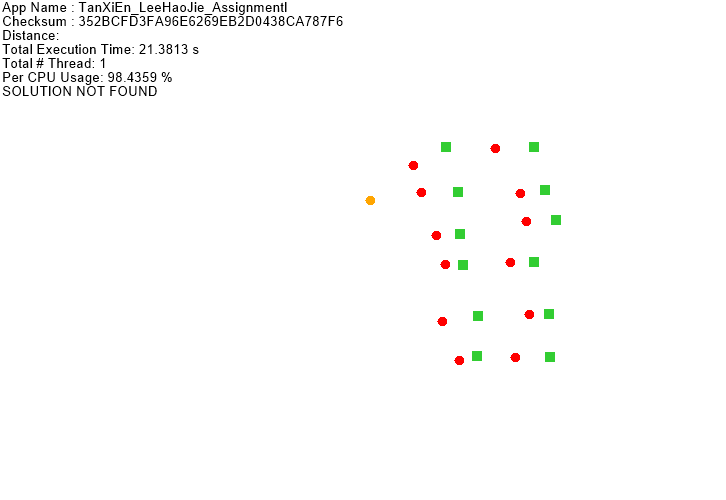 App Name : TanXiEn_LeeHaoJie_AssignmentI
Checksum : 352BCFD3FA96E6269EB2D0438CA787F6
Distance:
Total Execution Time: 21.3813 s
Total # Thread: 1
Per CPU Usage: 98.4359 %
SOLUTION NOT FOUND